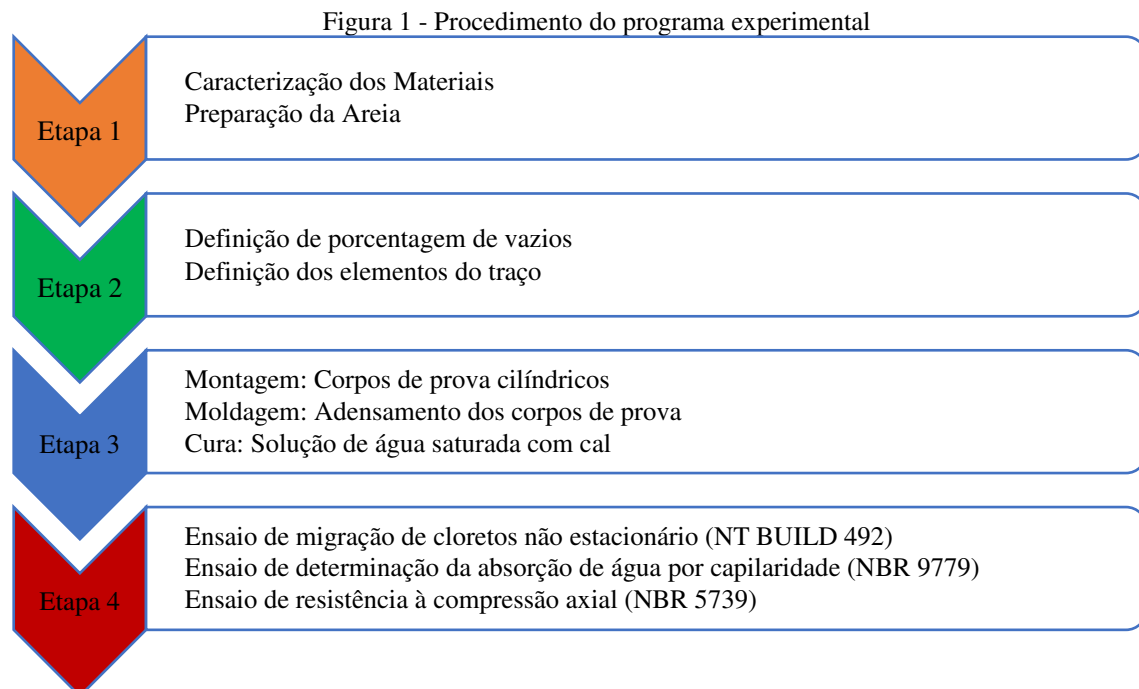 Figura 1 - Procedimento do programa experimental
Etapa 1
Caracterização dos Materiais
Preparação da Areia
Etapa 2
Definição de porcentagem de vazios
Definição dos elementos do traço
Etapa 3
Montagem: Corpos de prova cilíndricos
Moldagem: Adensamento dos corpos de prova
Cura: Solução de água saturada com cal
Etapa 4
Ensaio de migração de cloretos não estacionário (NT BUILD 492)
Ensaio de determinação da absorção de água por capilaridade (NBR 9779)
Ensaio de resistência à compressão axial (NBR 5739)